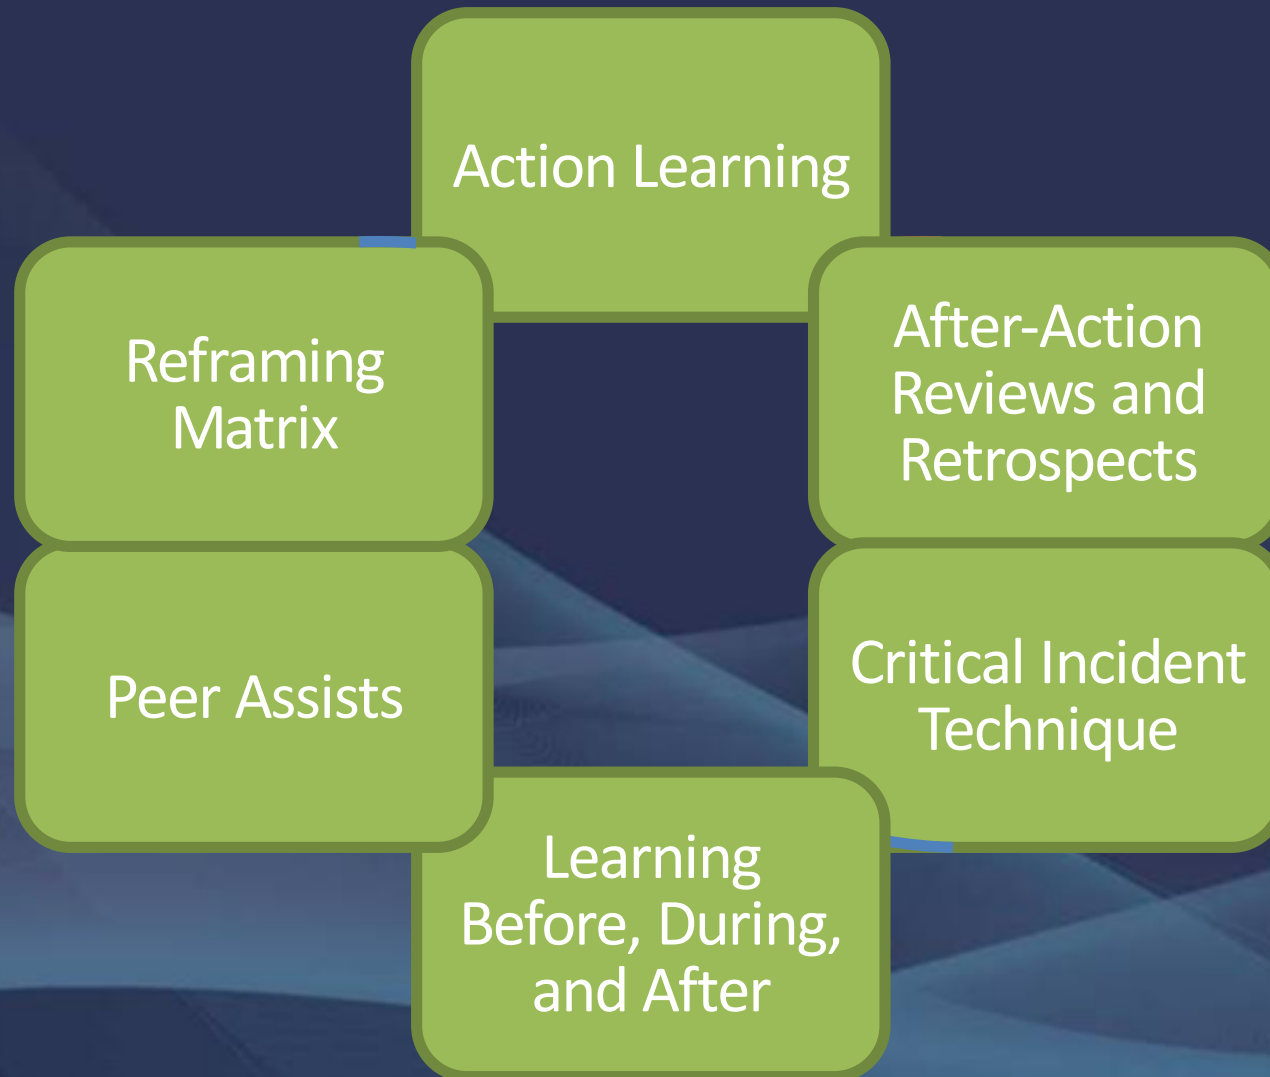 Action Learning
After-Action
Reviews and
Retrospects
Critical Incident
Technique
Learning
Before, During,
and After
Peer Assists
Reframing
Matrix